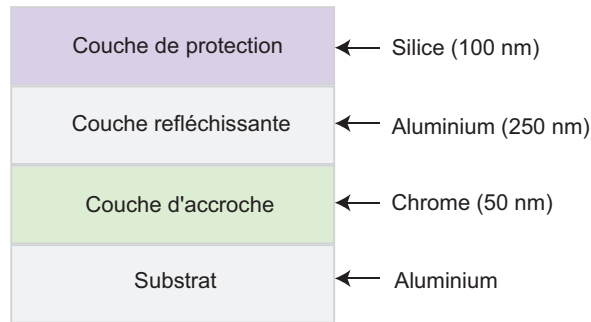 Couche de protection
Silice (100 nm)
Couche refléchissante
Aluminium (250 nm)
Couche d'accroche
Chrome (50 nm)
Substrat
Aluminium